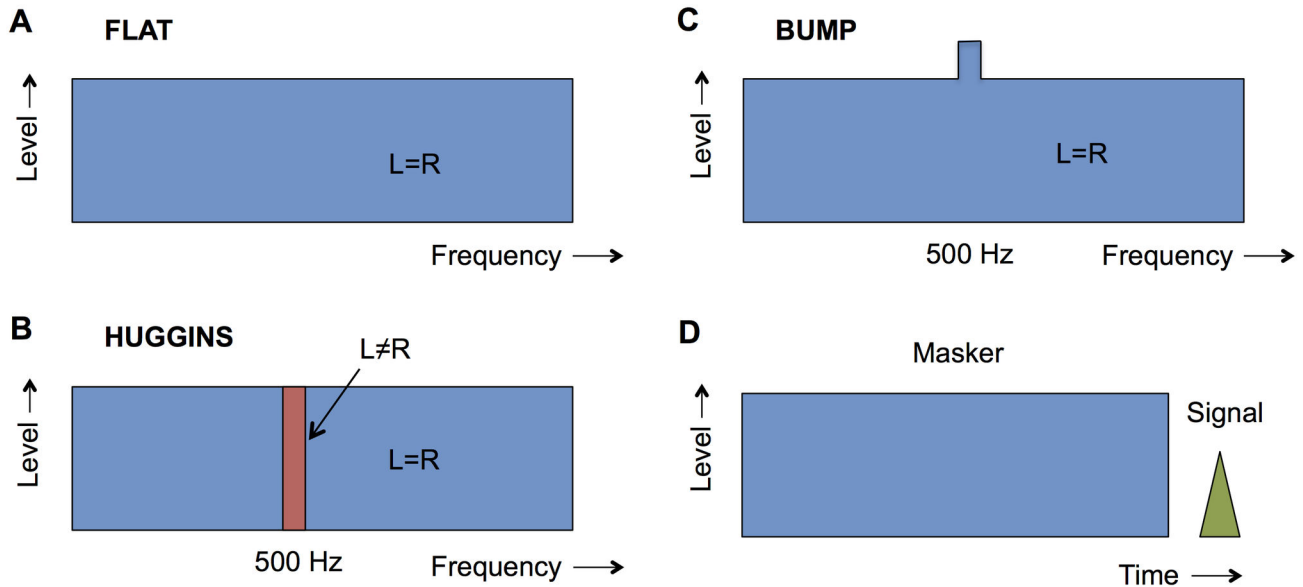 A
FLAT
Level
L=R
Frequency
B
HUGGINS
L≠R
Level
L=R
500 Hz
Frequency
C
BUMP
Level
L=R
500 Hz
Frequency
D
Masker
Level
Signal
Time